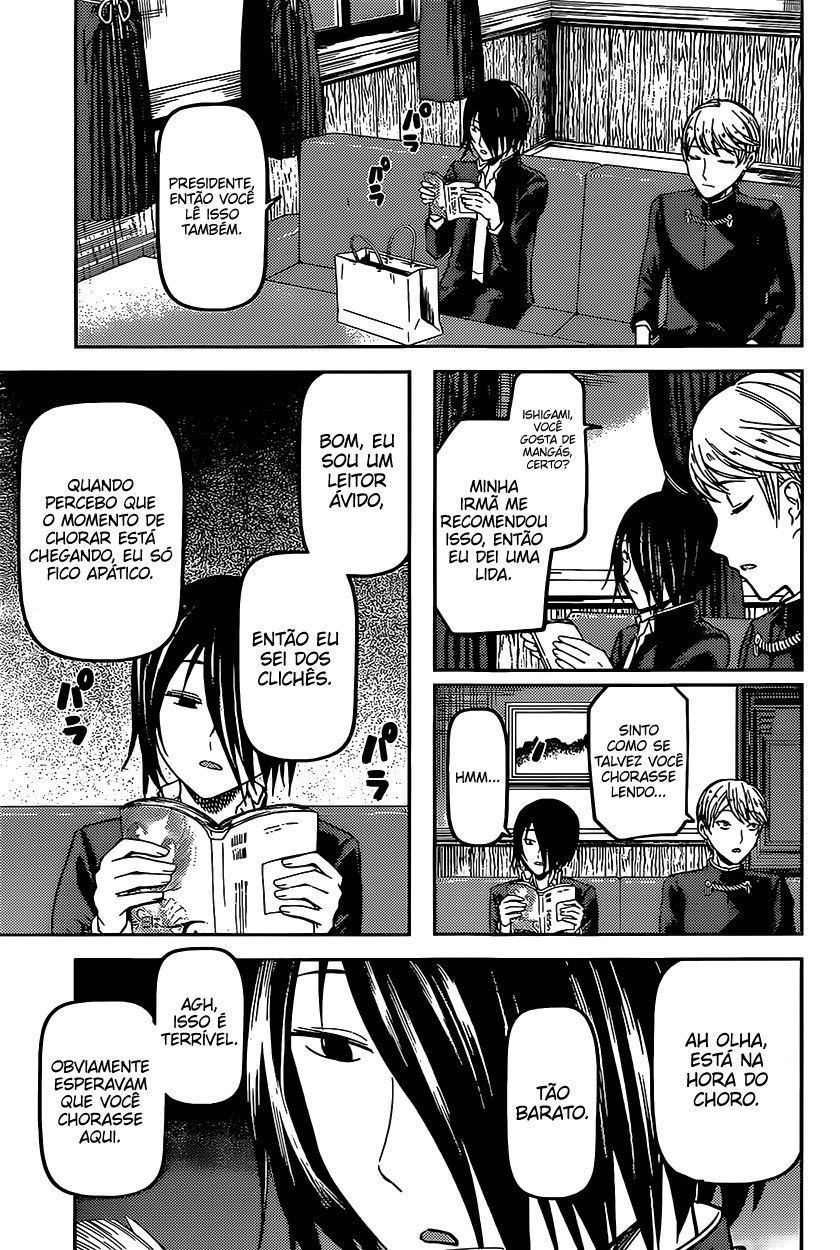 パラ
パラ
PRESIDENTE,
ENTÃO VOCÊ
LÊ ISSO
TAMBÉM.
ISHIGAMI,
VOCÊ
GOSTA DE
MANGÁS,
CERTO?
MINHA
IRMÃ ME
RECOMENDOU
ISSO, ENTÃO
EU DEI UMA
LIDA.
SINTO
COMO SE
TALVEZ VOCÊ
CHORASSE
LENDO...
HMM...
BOM, EU
SOU UM
LEITOR
ÁVIDO,
ENTÃO EU
SEI DOS
CLICHÊS.
QUANDO
PERCEBO QUE
O MOMENTO DE
CHORAR ESTÁ
CHEGANDO, EU SÓ
FICO APÁTICO.
パラ
パラ
AH OLHA,
ESTÁ NA
HORA DO
CHORO.
TÃO
BARATO.
AGH,
ISSO É
TERRÍVEL.
OBVIAMENTE
ESPERAVAM
QUE VOCÊ
CHORASSE
AQUI.